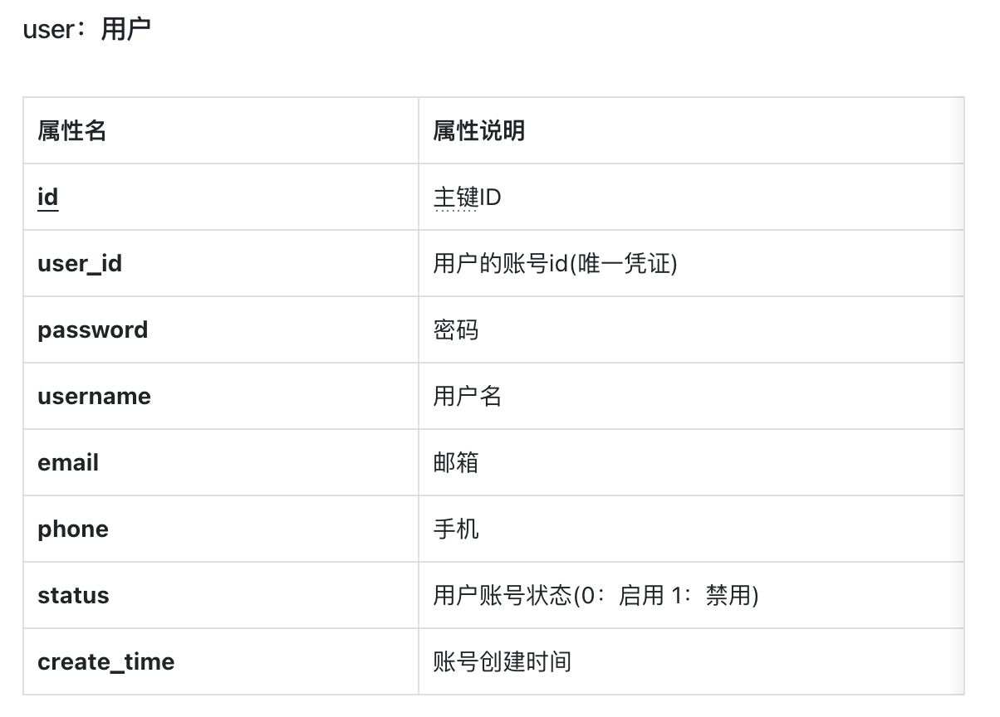 user：用户
属性名 属性说明
id 主键ID
user_id 用户的账号id(唯一凭证)
password 密码
username 用户名
email 邮箱
phone 手机
status 用户账号状态(0：启用 1：禁用)
create_time 账号创建时间